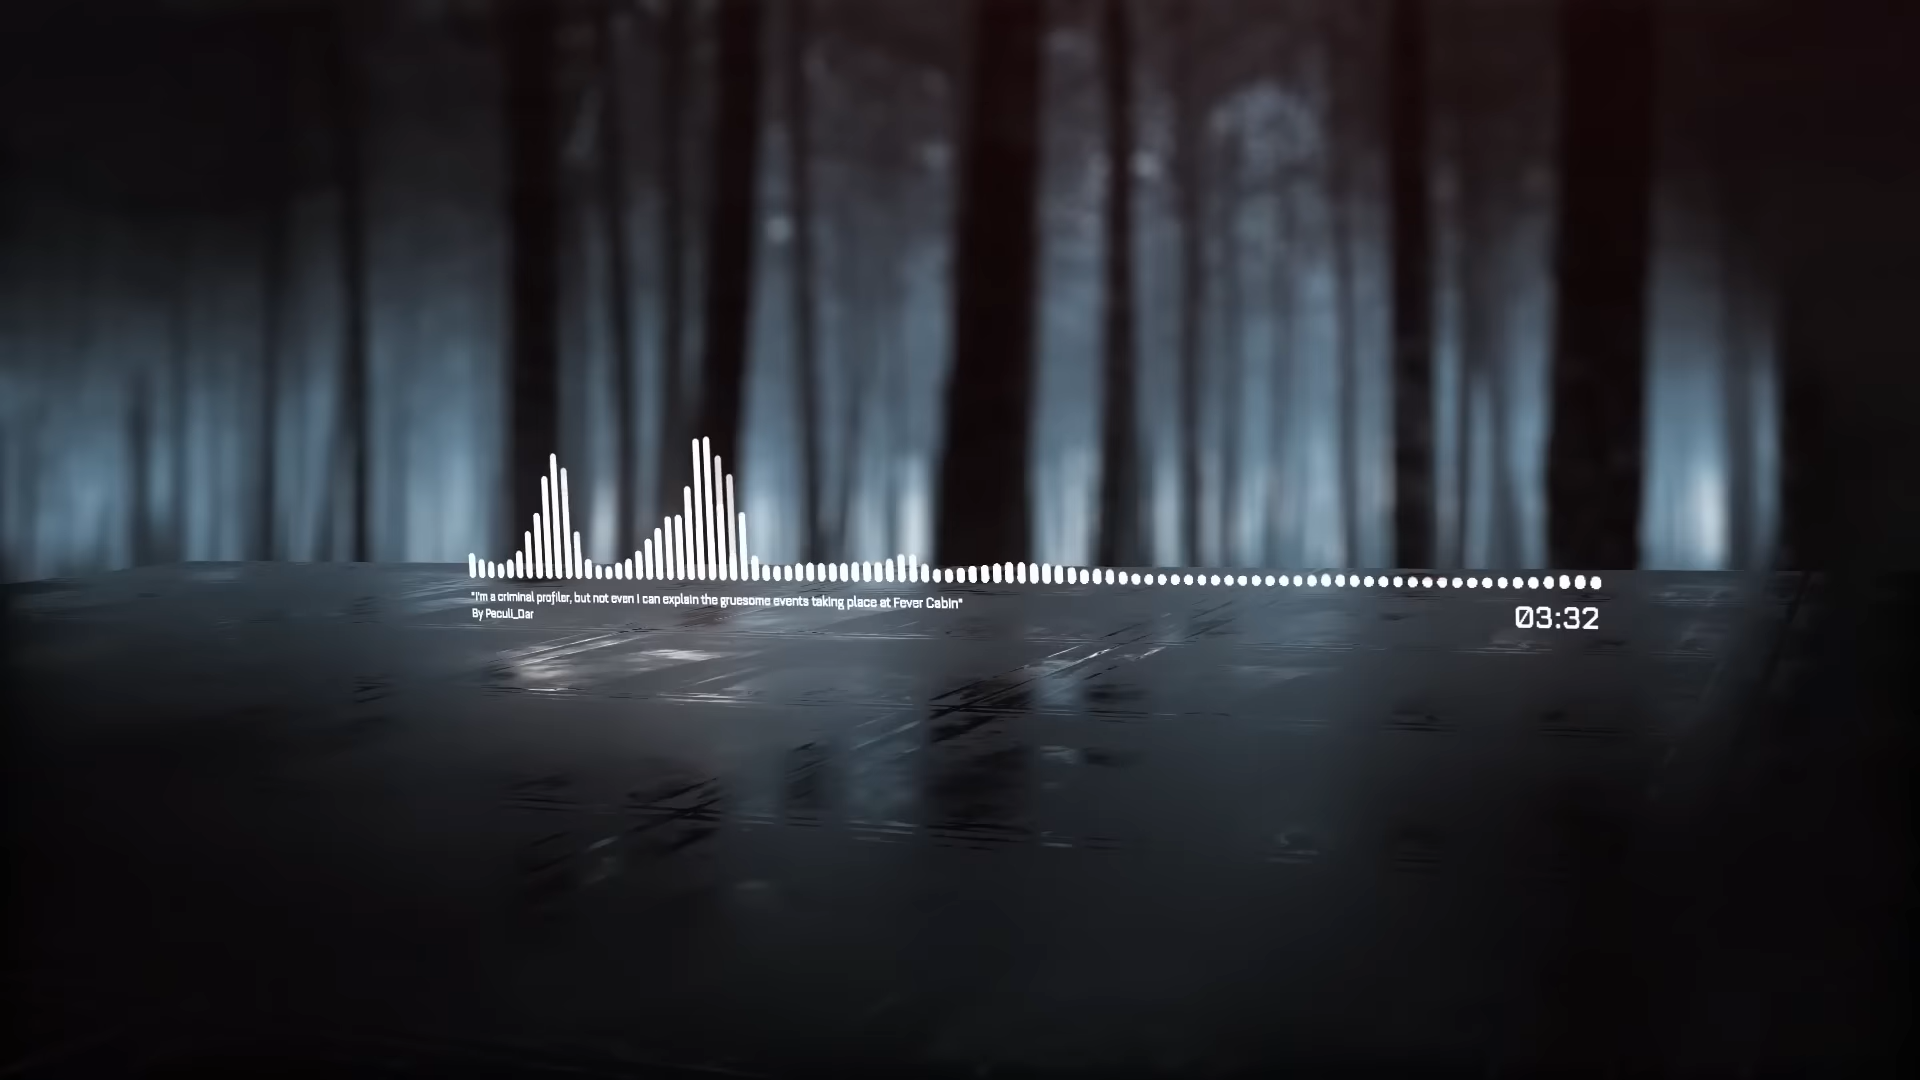 "I'm a criminal profiler, but not even I can explain the gruesome events taking place at Fever Cabin"
By Peculi_Dar
03:32